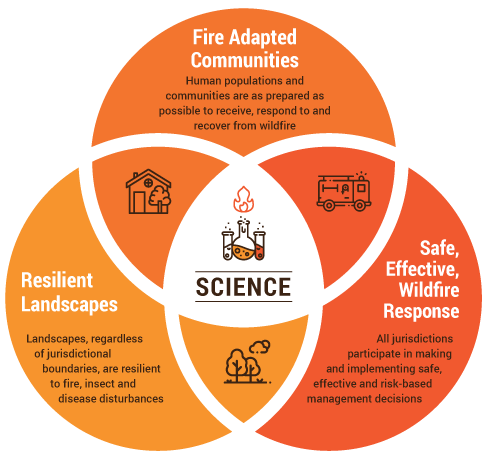 Fire Adapted
Communities
Human populations and
communities are as prepared as
possible to receive, respond to and
recover from wildfire
SCIENCE
Resilient
Landscapes
Landscapes, regardless
of jurisdictional
boundaries, are resilient
to fire, insect and
disease disturbances
Safe,
Effective,
Wildfire
Response
All jurisdictions
participate in making
and implementing safe,
effective and risk-based
management decisions